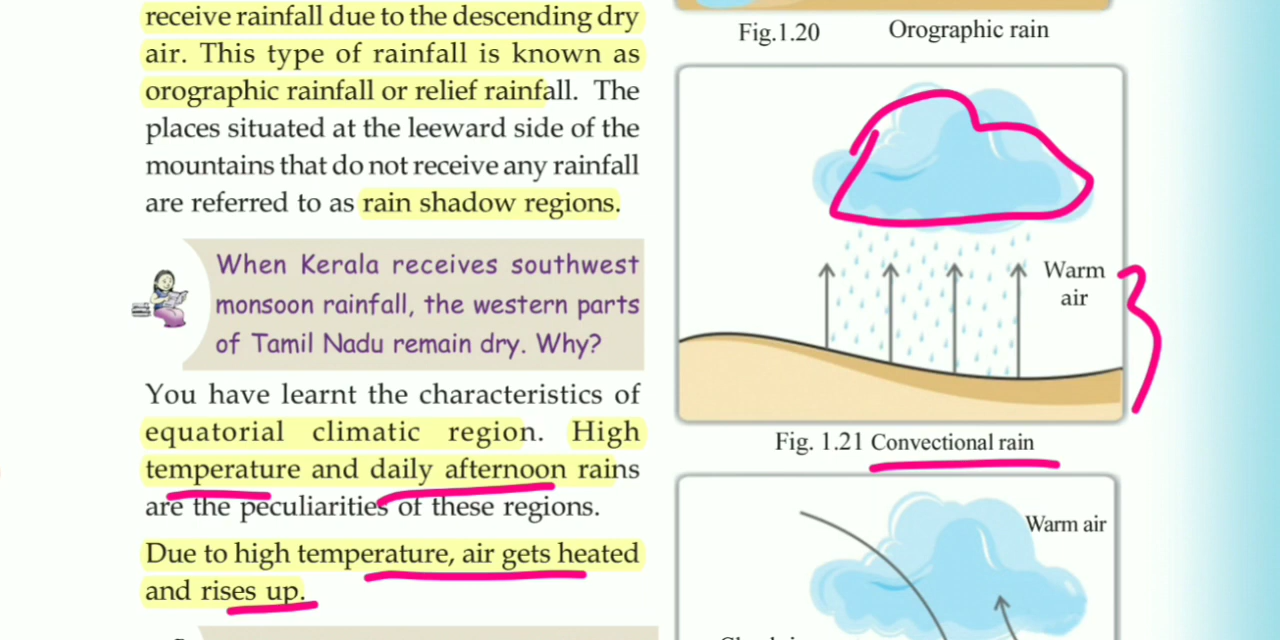 receive rainfall due to the descending dry
air. This type of rainfall is known as
orographic rainfall or relief rainfall. The
places situated at the leeward side of the
mountains that do not receive any rainfall
are referred to as rain shadow regions.
When Kerala receives southwest
monsoon rainfall, the western parts
of Tamil Nadu remain dry. Why?
You have learnt the characteristics of
equatorial climatic region. High
temperature and daily afternoon rains
are the peculiarities of these regions.
Due to high temperature, air gets heated
and rises up.
Fig.1.20 Orographic rain
Warm
air
Fig. 1.21 Convectional rain
Warm air